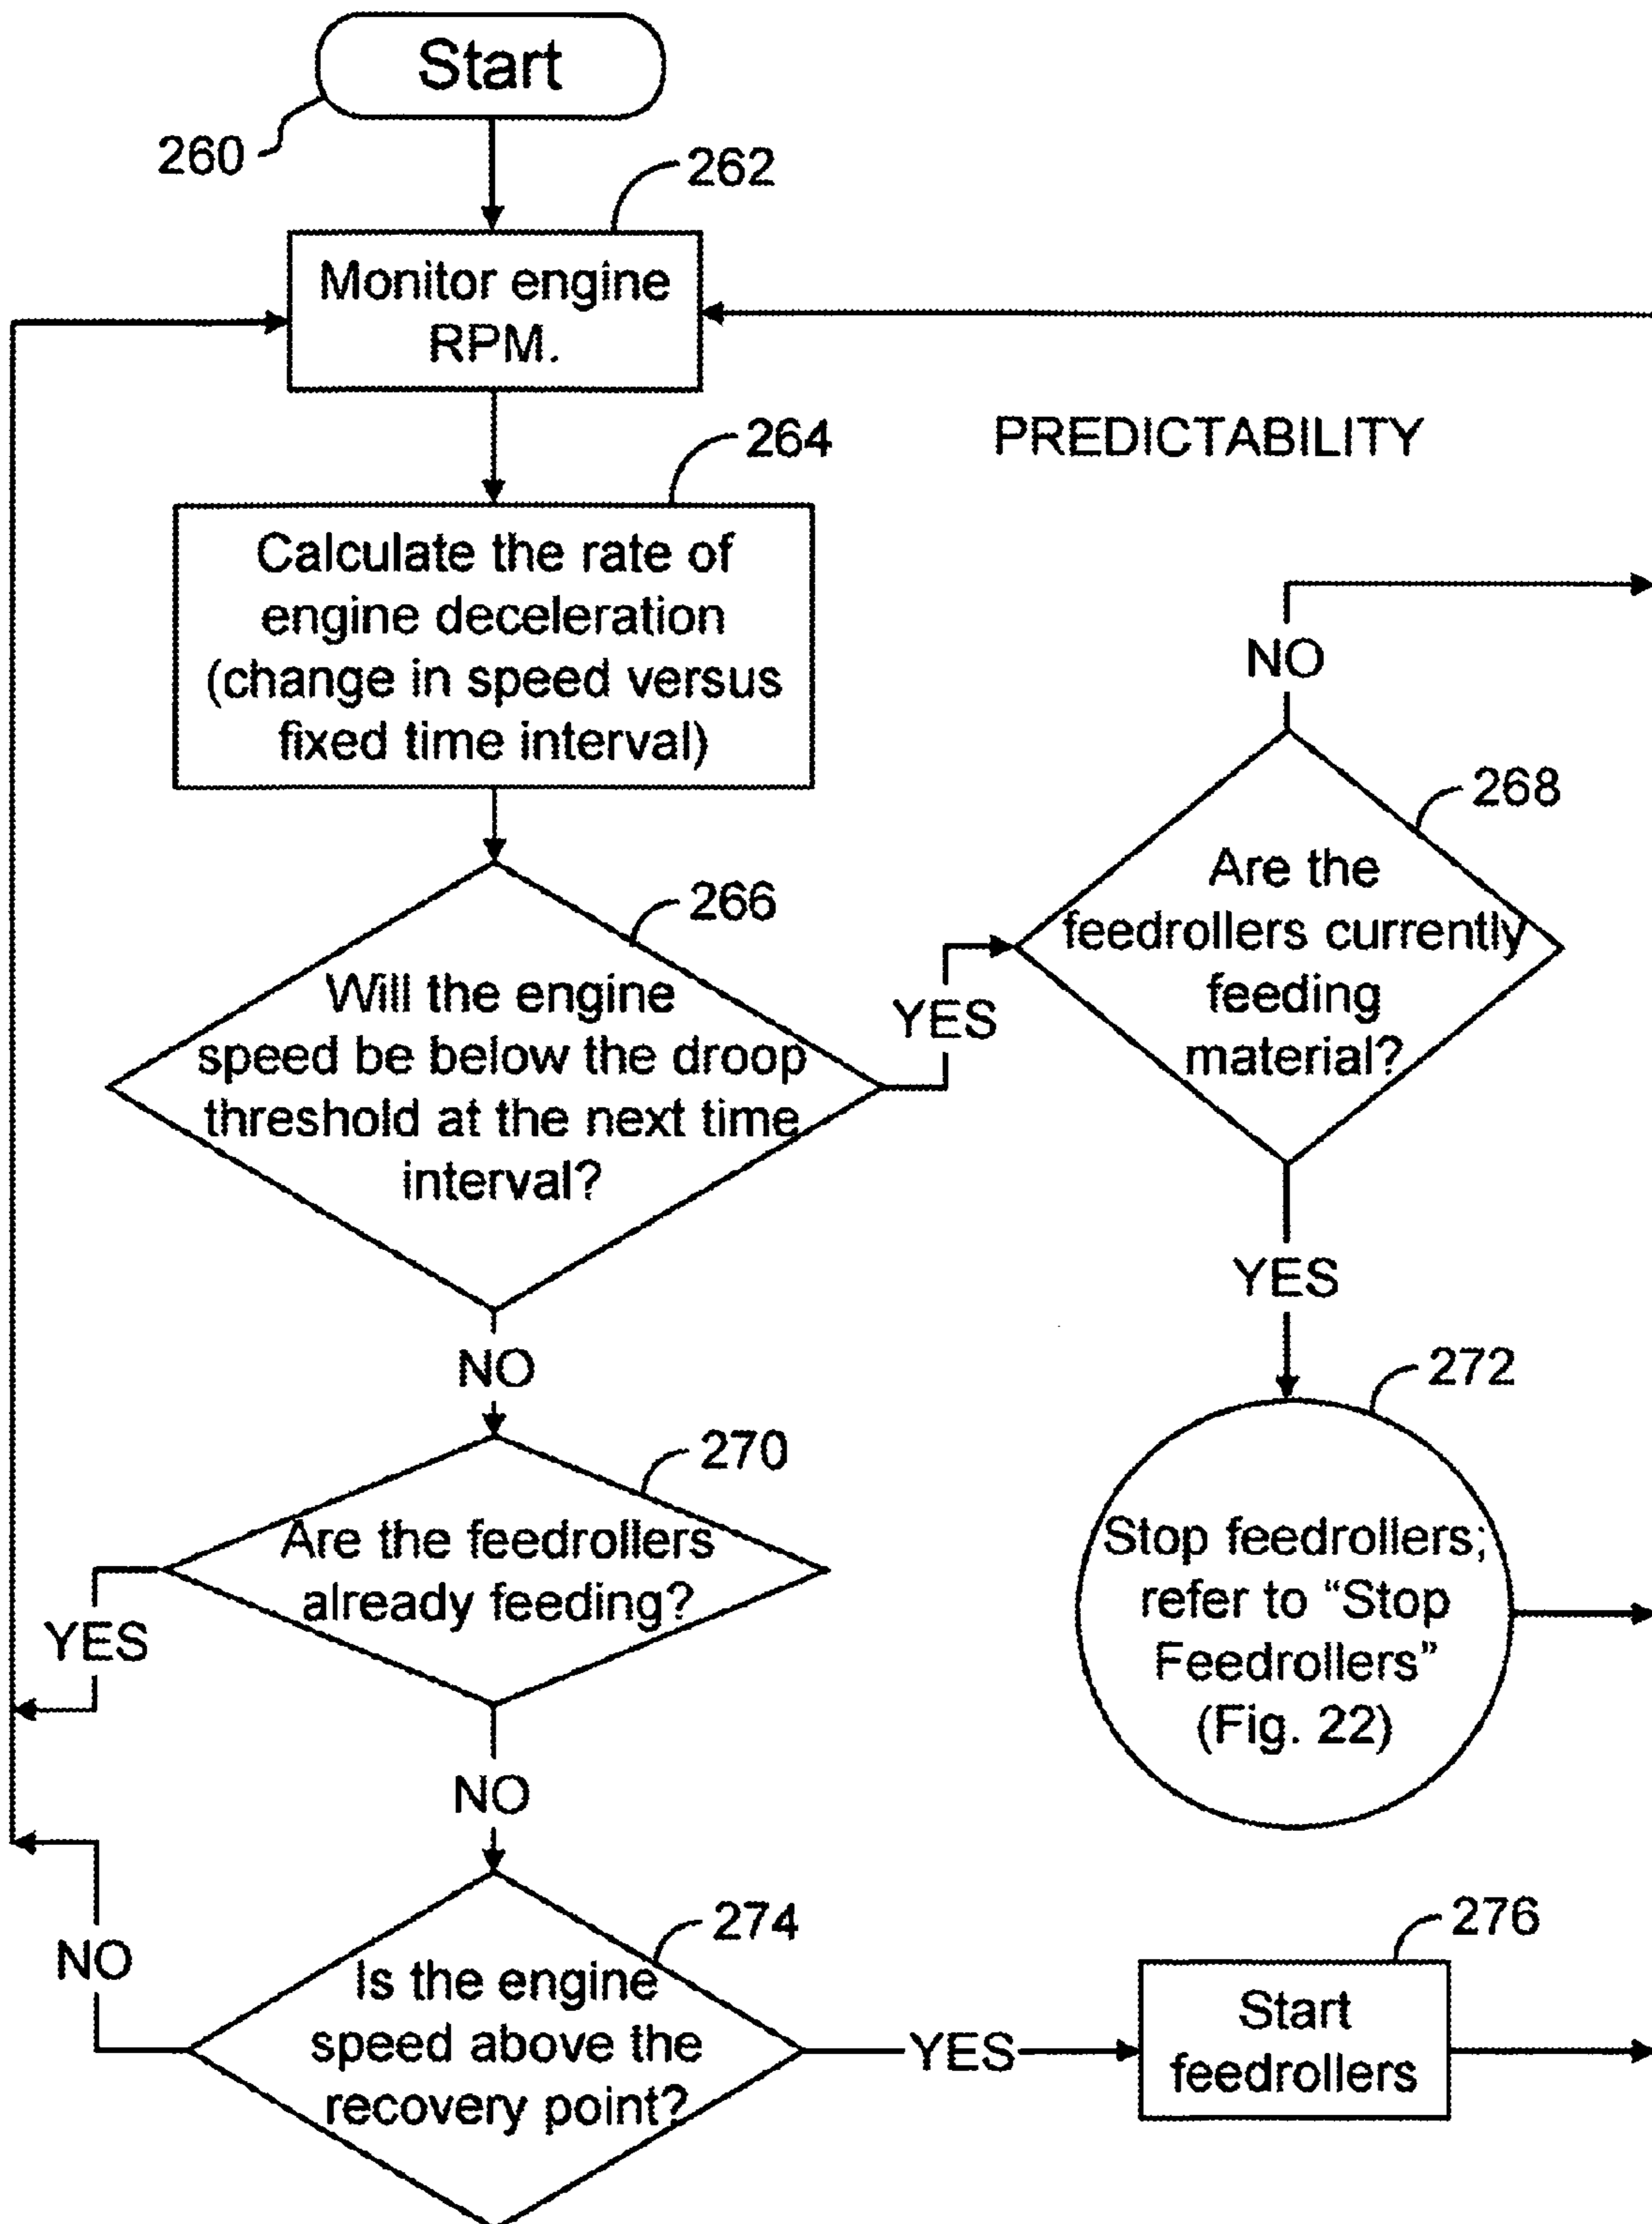 Start
260
262
Monitor engine
RPM.
264
PREDICTABILITY
Calculate the rate of
engine deceleration
(change in speed versus
fixed time interval)
NO
268
Are the
feedrollers currently
feeding
material?
266
Will the engine
speed be below the droop
threshold at the next time
interval?
YES
YES
NO
272
Stop feedrollers;
refer to “Stop
Feedrollers”
(Fig. 22)
270
Are the feedrollers
already feeding?
YES
NO
274
Is the engine
speed above the
recovery point?
NO
YES
276
Start
feedrollers